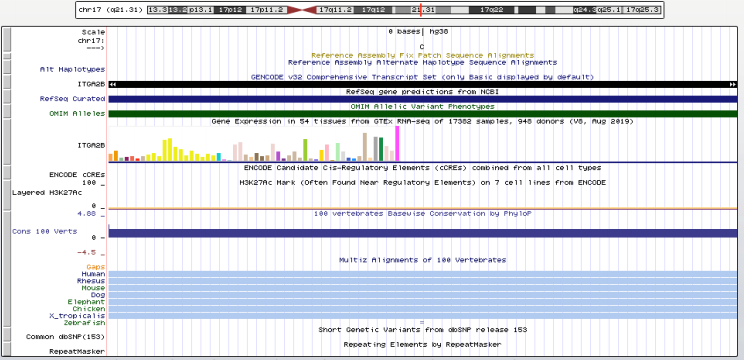 chr17 (q21.31) 13.3 13.2 p13.1 17p12 17p11.2 17q11.2 17q12 21.31 17q22 q24.3 q25.1 17q25.3
Scale 0 bases| hg38
chr17:
---> C
Reference Assembly Fix Patch Sequence Alignments
Reference Assembly Alternate Haplotype Sequence Alignments
Alt Haplotypes
GENCODE v32 Comprehensive Transcript Set (only Basic displayed by default)
ITGA2B
RefSeq gene predictions from NCBI
RefSeq Curated
OMIM Allelic Variant Phenotypes
OMIM Alleles
Gene Expression in 54 tissues from GTEx RNA-seq of 17382 samples, 948 donors (V8, Aug 2019)
ITGA2B
ENCODE Candidate Cis-Regulatory Elements (cCREs) combined from all cell types
ENCODE cCREs
H3K27Ac Mark (Often Found Near Regulatory Elements) on 7 cell lines from ENCODE
100 _
Layered H3K27Ac
0 _
100 vertebrates Basewise Conservation by PhyloP
4.88 _
Cons 100 Verts
0 _
-4.5 _
Multiz Alignments of 100 Vertebrates
Gaps
Human
Rhesus
Mouse
Dog
Elephant
Chicken
X_tropicalis
Zebrafish =
Short Genetic Variants from dbSNP release 153
Common dbSNP(153)
Repeating Elements by RepeatMasker
RepeatMasker